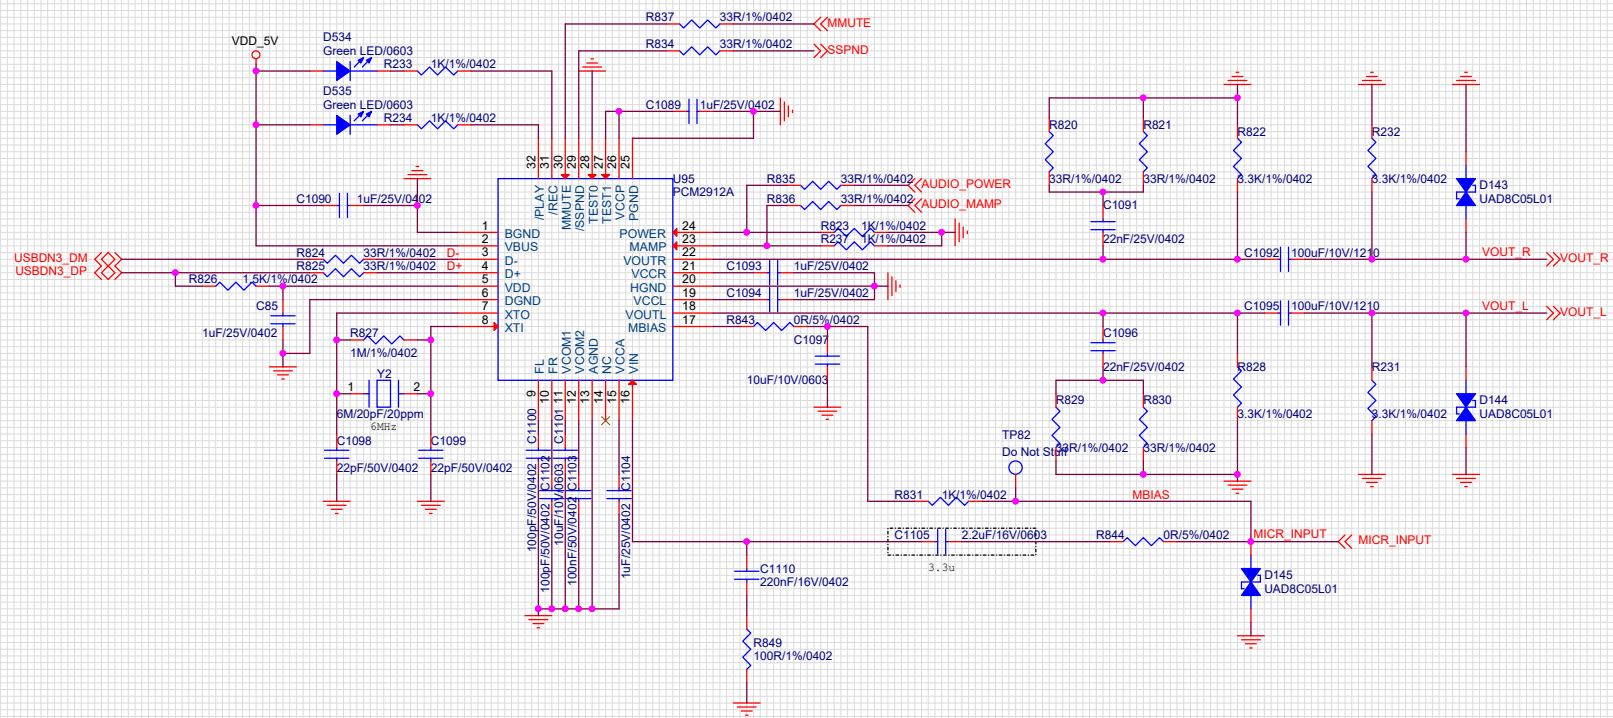 R837 33R/1%/0402 MMUTE
VDD_5V
D534
Green LED/0603
R834 33R/1%/0402 SSPND
R233 1K/1%/0402
D535
Green LED/0603
R234 1K/1%/0402
C1089 1uF/25V/0402
R820
R821
R822
R232
33R/1%/0402
33R/1%/0402
3.3K/1%/0402
3.3K/1%/0402
D143
UAD8C05L01
32 31 30 29 28 27 26 25
/PLAY
/REC
MMUTE
/SSPND
TEST0
TEST1
VCCP
PGND
U95
PCM2912A
R835 33R/1%/0402 AUDIO_POWER
R836 33R/1%/0402 AUDIO_MAMP
C1090 1uF/25V/0402
C1091
22nF/25V/0402
1 BGND
2 VBUS
3 D-
4 D+
5 VDD
6 DGND
7 XTO
8 XTI
POWER 24
MAMP 23
VOUTR 22
VCCR 21
HGND 20
VCCL 19
VOUTL 18
MBIAS 17
R823 1K/1%/0402
R237 1K/1%/0402
USBDN3_DM
USBDN3_DP
R824 33R/1%/0402 D-
R825 33R/1%/0402 D+
R826 1.5K/1%/0402
C1092 100uF/10V/1210
VOUT_R
VOUT_R
C1093 1uF/25V/0402
C1094 1uF/25V/0402
C85
1uF/25V/0402
C1095 100uF/10V/1210
VOUT_L
VOUT_L
R843 0R/5%/0402
R827
1M/1%/0402
C1097
10uF/10V/0603
C1096
22nF/25V/0402
FL
FR
VCOM1
VCOM2
AGND
NC
VCCA
VIN
9 10 11 12 13 14 15 16
Y2
1 2
6M/20pF/20ppm
6MHz
R829
R830
R828
R231
33R/1%/0402
33R/1%/0402
3.3K/1%/0402
3.3K/1%/0402
D144
UAD8C05L01
C1098
22pF/50V/0402
C1099
22pF/50V/0402
C1100
100pF/50V/0402
C1102
100pF/50V/0402
C1101
10uF/10V/0603
C1103
100nF/50V/0402
C1104
1uF/25V/0402
TP82
Do Not Stuff
R831 1K/1%/0402
MBIAS
C1105 2.2uF/16V/0603
3.3u
R844 0R/5%/0402
MICR_INPUT
MICR_INPUT
C1110
220nF/16V/0402
D145
UAD8C05L01
R849
100R/1%/0402